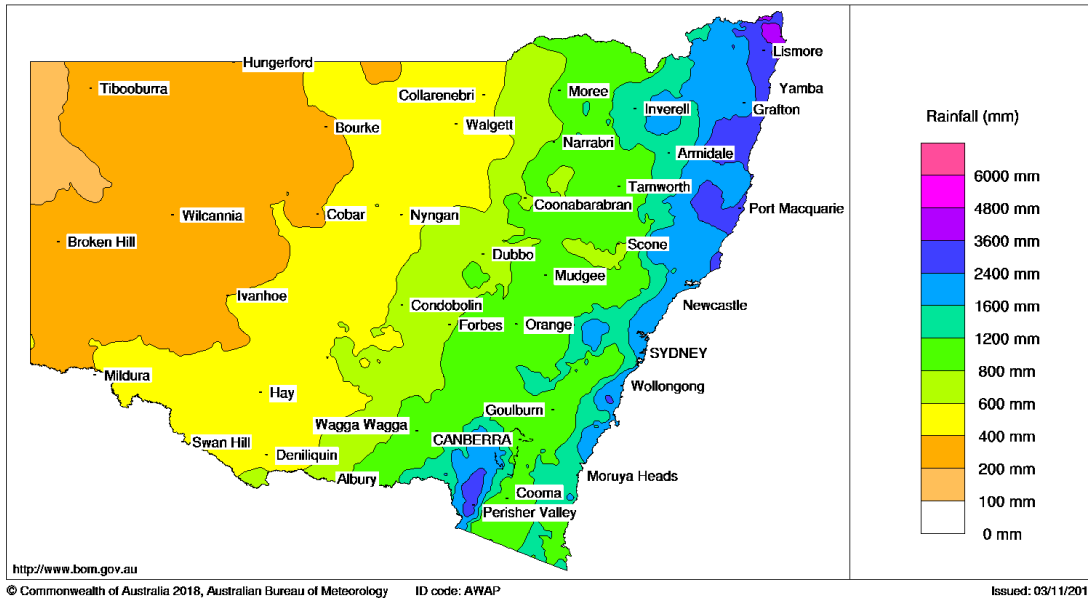 Hungerford
Lismore
Tibooburra
Collarenebri
Moree
Yamba
Inverell
Grafton
Bourke
Walgett
Narrabri
Armidale
Tamworth
Coonabarabran
Wilcannia
Cobar
Nyngan
Port Macquarie
Broken Hill
Scone
Dubbo
Mudgee
Ivanhoe
Condobolin
Newcastle
Forbes
Orange
SYDNEY
Mildura
Wollongong
Hay
Goulburn
Wagga Wagga
CANBERRA
Swan Hill
Deniliquin
Albury
Moruya Heads
Cooma
Perisher Valley
Rainfall (mm)
6000 mm
4800 mm
3600 mm
2400 mm
1600 mm
1200 mm
800 mm
600 mm
400 mm
200 mm
100 mm
0 mm
http://www.bom.gov.au
© Commonwealth of Australia 2018, Australian Bureau of Meteorology ID code: AWAP Issued: 03/11/201